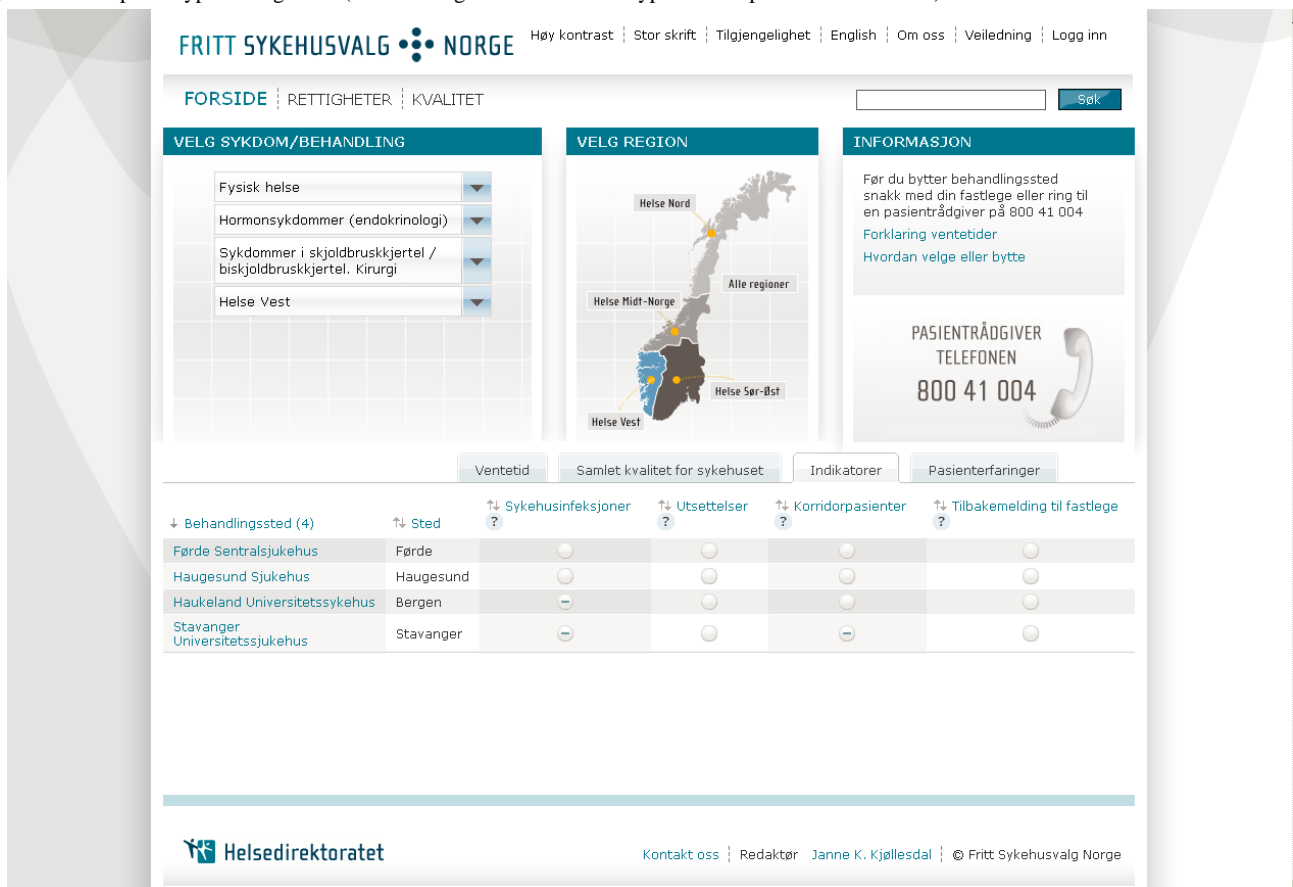 FRITT SYKEHUSVALG NORGE
Høy kontrast Stor skrift Tilgjengelighet English Om oss Veiledning Logg inn
FORSIDE RETTIGHETER KVALITET
Søk
VELG SYKDOM/BEHANDLING
Fysisk helse
Hormonsykdommer (endokrinologi)
Sykdommer i skjoldbruskkjertel /
biskjoldbruskkjertel. Kirurgi
Helse Vest
VELG REGION
Helse Nord
Alle regioner
Helse Midt-Norge
Helse Sør-Øst
Helse Vest
INFORMASJON
Før du bytter behandlingssted
snakk med din fastlege eller ring til
en pasientrådgiver på 800 41 004
Forklaring ventetider
Hvordan velge eller bytte
PASIENTRÅDGIVER
TELEFONEN
800 41 004
Ventetid Samlet kvalitet for sykehuset Indikatorer Pasienterfaringer
Behandlingssted (4) Sted Sykehusinfeksjoner ? Utsettelser ? Korridorpasienter ? Tilbakemelding til fastlege ?
Førde Sentralsjukehus Førde
Haugesund Sjukehus Haugesund
Haukeland Universitetssykehus Bergen
Stavanger
Universitetssjukehus Stavanger
Helsedirektoratet
Kontakt oss Redaktør Janne K. Kjøllesdal © Fritt Sykehusvalg Norge